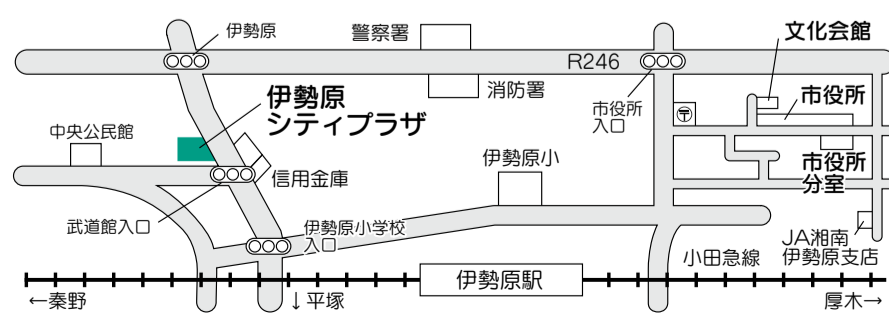 伊勢原
警察署
文化会館
R246
消防署
伊勢原
シティプラザ
市役所
入口
〒
市役所
中央公民館
伊勢原小
市役所
分室
信用金庫
武道館入口
伊勢原小学校
入口
JA湘南
伊勢原支店
小田急線
伊勢原駅
←秦野
↓平塚
厚木→